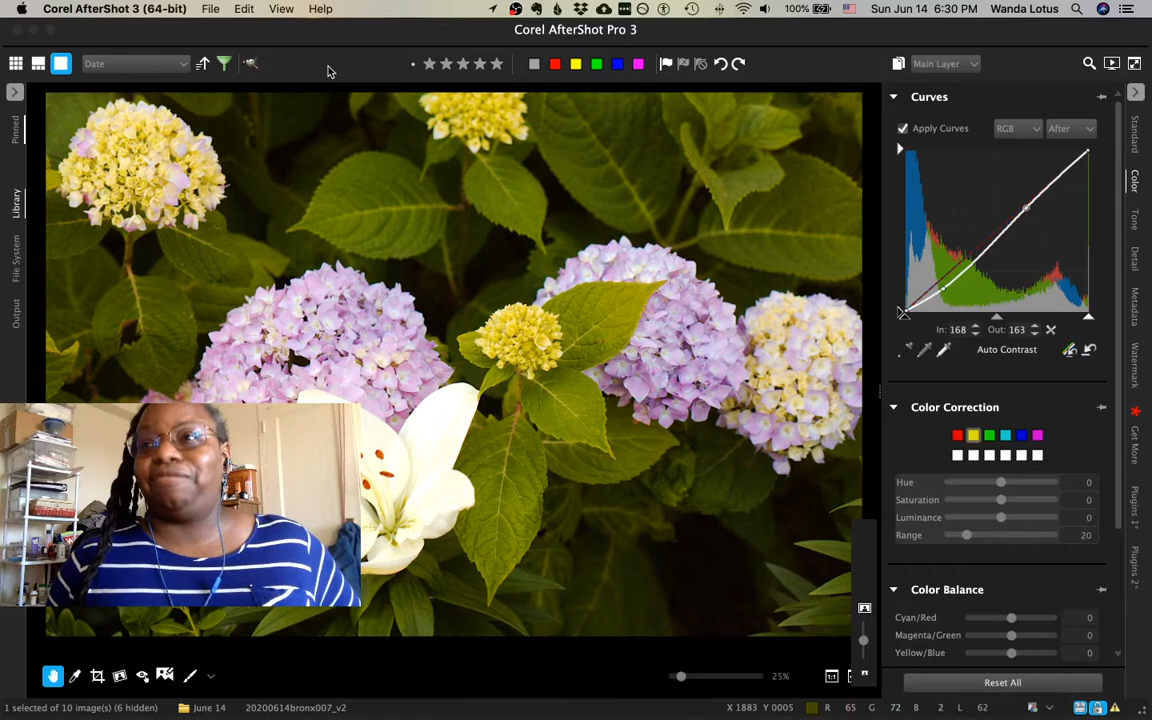 Corel AfterShot 3 (64-bit) File Edit View Help 100% Sun Jun 14 6:30 PM Wanda Lotus
Corel AfterShot Pro 3
Date
Main Layer
Pinned
Library
File System
Output
Curves
Apply Curves RGB After
In: 168 Out: 163
Auto Contrast
Color Correction
Hue 0
Saturation 0
Luminance 0
Range 20
Color Balance
Cyan/Red 0
Magenta/Green 0
Yellow/Blue 0
Reset All
Standard
Color
Tone
Detail
Metadata
Watermark
Get More
Plugins 1*
Plugins 2*
25%
1:1
1 selected of 10 image(s) (6 hidden) June 14 20200614bronx007_v2 X 1883 Y 0005 R 65 G 72 B 2 L 62